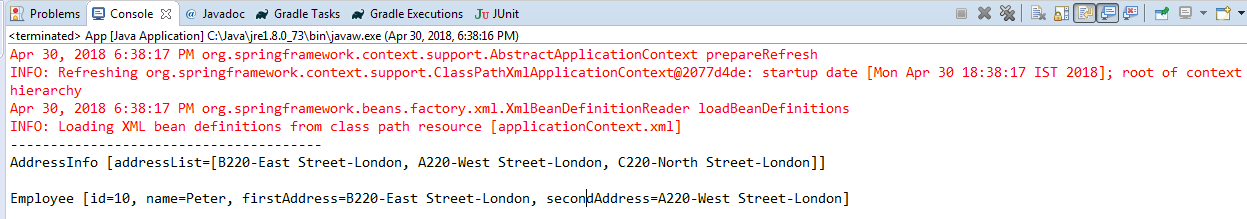 Problems Console @ Javadoc Gradle Tasks Gradle Executions JUnit
<terminated> App [Java Application] C:\Java\jre1.8.0_73\bin\javaw.exe (Apr 30, 2018, 6:38:16 PM)
Apr 30, 2018 6:38:17 PM org.springframework.context.support.AbstractApplicationContext prepareRefresh
INFO: Refreshing org.springframework.context.support.ClassPathXmlApplicationContext@2077d4de: startup date [Mon Apr 30 18:38:17 IST 2018]; root of context
hierarchy
Apr 30, 2018 6:38:17 PM org.springframework.beans.factory.xml.XmlBeanDefinitionReader loadBeanDefinitions
INFO: Loading XML bean definitions from class path resource [applicationContext.xml]
------------------------------------
AddressInfo [addressList=[B220-East Street-London, A220-West Street-London, C220-North Street-London]]
Employee [id=10, name=Peter, firstAddress=B220-East Street-London, secondAddress=A220-West Street-London]